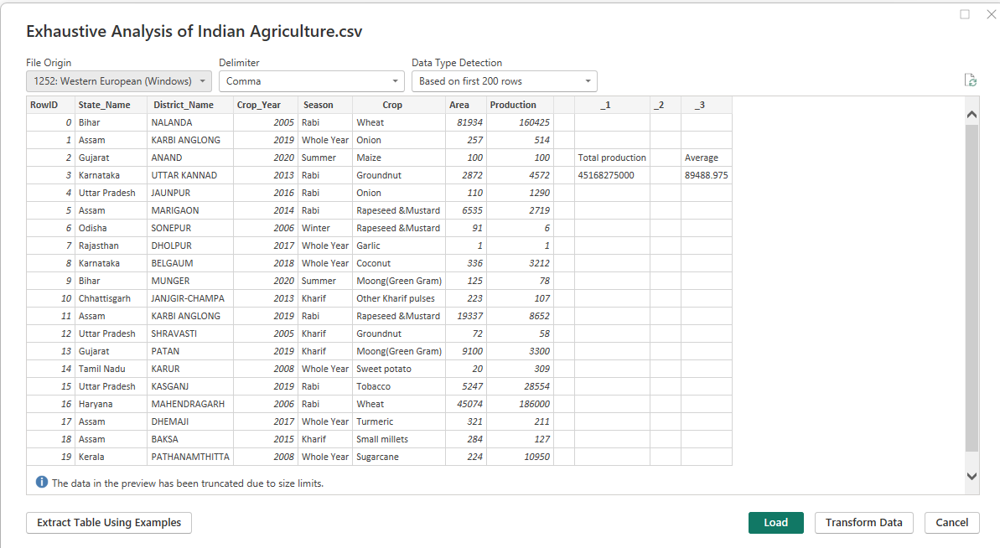 Exhaustive Analysis of Indian Agriculture.csv
File Origin Delimiter Data Type Detection
1252: Western European (Windows) Comma Based on first 200 rows
RowID State_Name District_Name Crop_Year Season Crop Area Production _1 _2 _3
0 Bihar NALANDA 2005 Rabi Wheat 81934 160425
1 Assam KARBI ANGLONG 2019 Whole Year Onion 257 514
2 Gujarat ANAND 2020 Summer Maize 100 100 Total production Average
3 Karnataka UTTAR KANNAD 2013 Rabi Groundnut 2872 4572 45168275000 89488.975
4 Uttar Pradesh JAUNPUR 2016 Rabi Onion 110 1290
5 Assam MARIGAON 2014 Rabi Rapeseed &Mustard 6535 2719
6 Odisha SONEPUR 2006 Winter Rapeseed &Mustard 91 6
7 Rajasthan DHOLPUR 2017 Whole Year Garlic 1 1
8 Karnataka BELGAUM 2018 Whole Year Coconut 336 3212
9 Bihar MUNGER 2020 Summer Moong(Green Gram) 125 78
10 Chhattisgarh JANJGIR-CHAMPA 2013 Kharif Other Kharif pulses 223 107
11 Assam KARBI ANGLONG 2019 Rabi Rapeseed &Mustard 19337 8652
12 Uttar Pradesh SHRAVASTI 2005 Kharif Groundnut 72 58
13 Gujarat PATAN 2019 Kharif Moong(Green Gram) 9100 3300
14 Tamil Nadu KARUR 2008 Whole Year Sweet potato 20 309
15 Uttar Pradesh KASGANJ 2019 Rabi Tobacco 5247 28554
16 Haryana MAHENDRAGARH 2006 Rabi Wheat 45074 186000
17 Assam DHEMAJI 2017 Whole Year Turmeric 321 211
18 Assam BAKSA 2015 Kharif Small millets 284 127
19 Kerala PATHANAMTHITTA 2008 Whole Year Sugarcane 224 10950
The data in the preview has been truncated due to size limits.
Extract Table Using Examples Load Transform Data Cancel